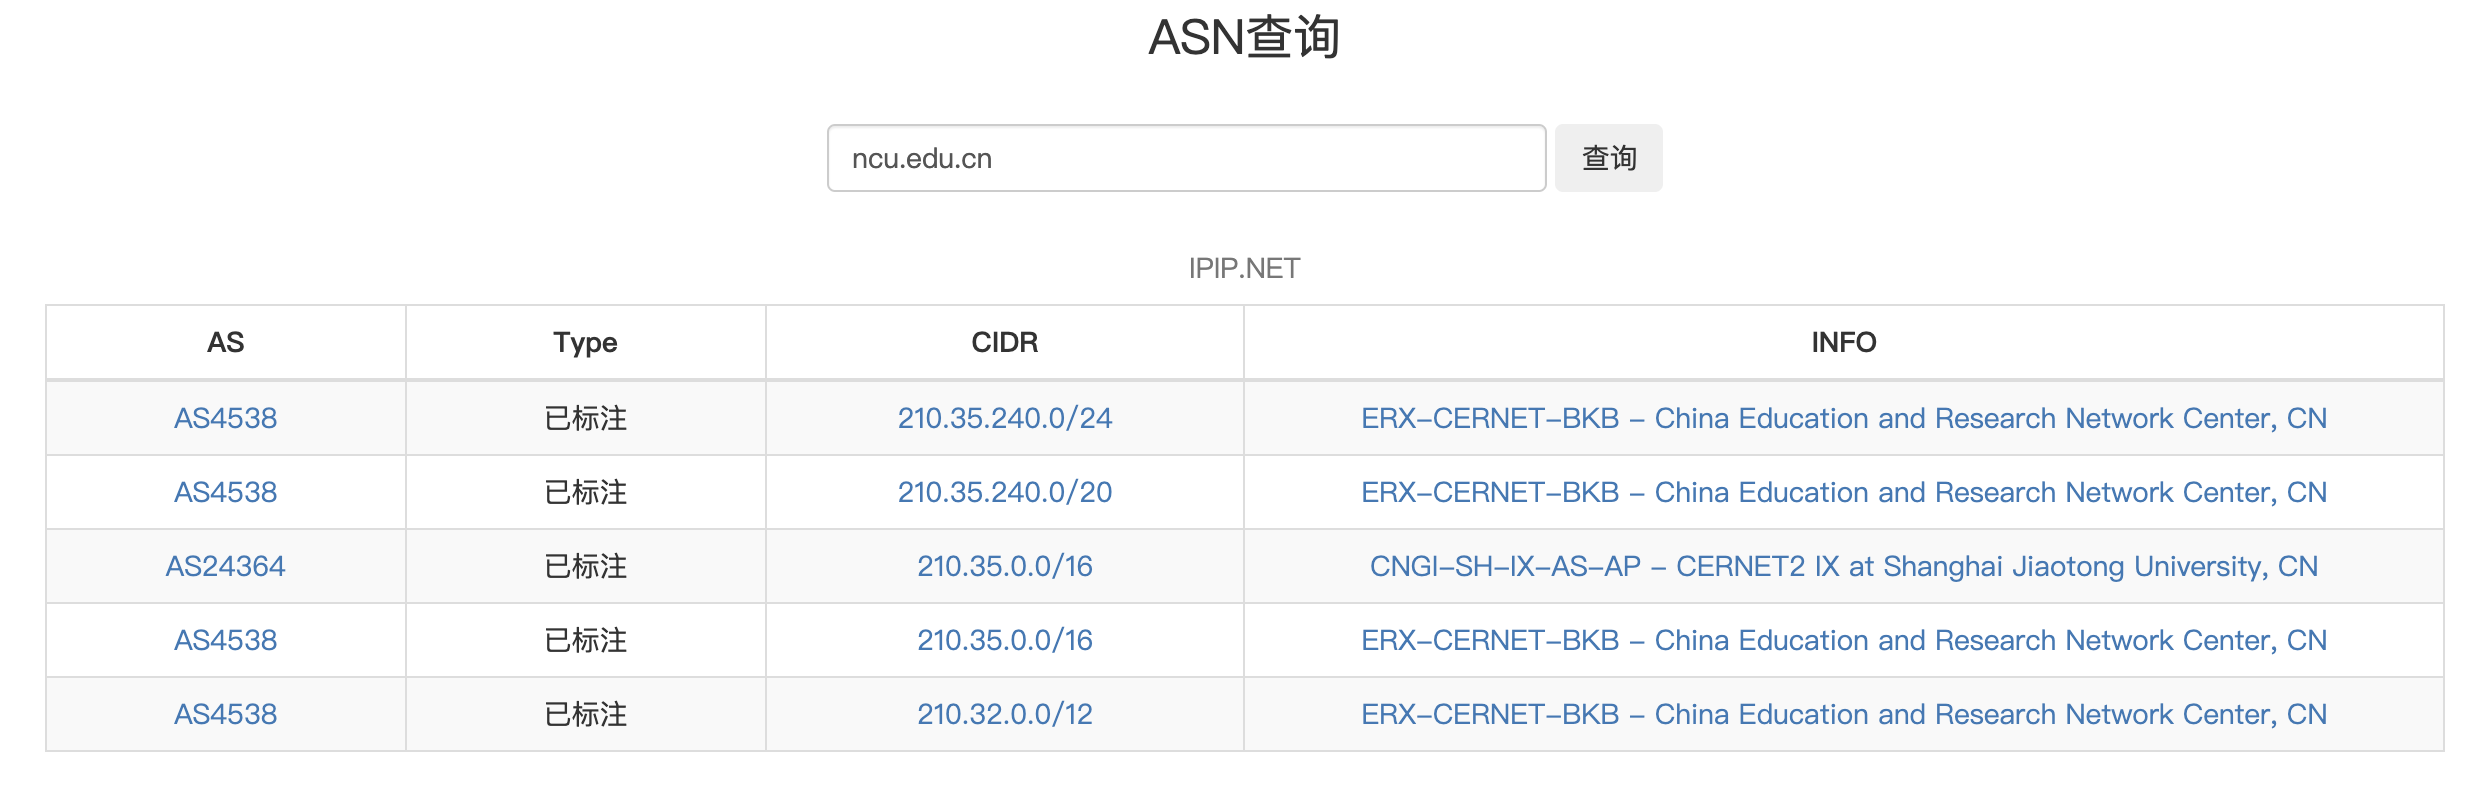 ASN查询
ncu.edu.cn 查询
IPIP.NET
AS Type CIDR INFO
AS4538 已标注 210.35.240.0/24 ERX-CERNET-BKB - China Education and Research Network Center, CN
AS4538 已标注 210.35.240.0/20 ERX-CERNET-BKB - China Education and Research Network Center, CN
AS24364 已标注 210.35.0.0/16 CNGI-SH-IX-AS-AP - CERNET2 IX at Shanghai Jiaotong University, CN
AS4538 已标注 210.35.0.0/16 ERX-CERNET-BKB - China Education and Research Network Center, CN
AS4538 已标注 210.32.0.0/12 ERX-CERNET-BKB - China Education and Research Network Center, CN